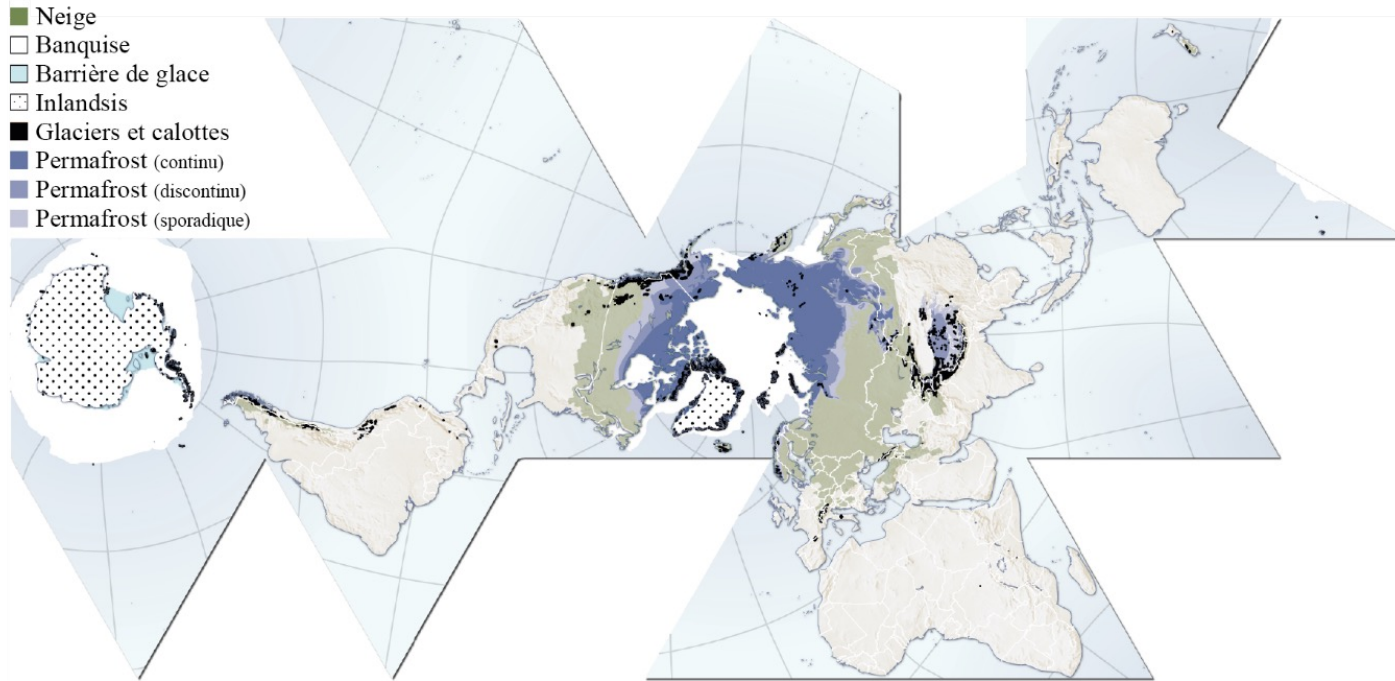 Neige
Banquise
Barrière de glace
Inlandsis
Glaciers et calottes
Permafrost (continu)
Permafrost (discontinu)
Permafrost (sporadique)